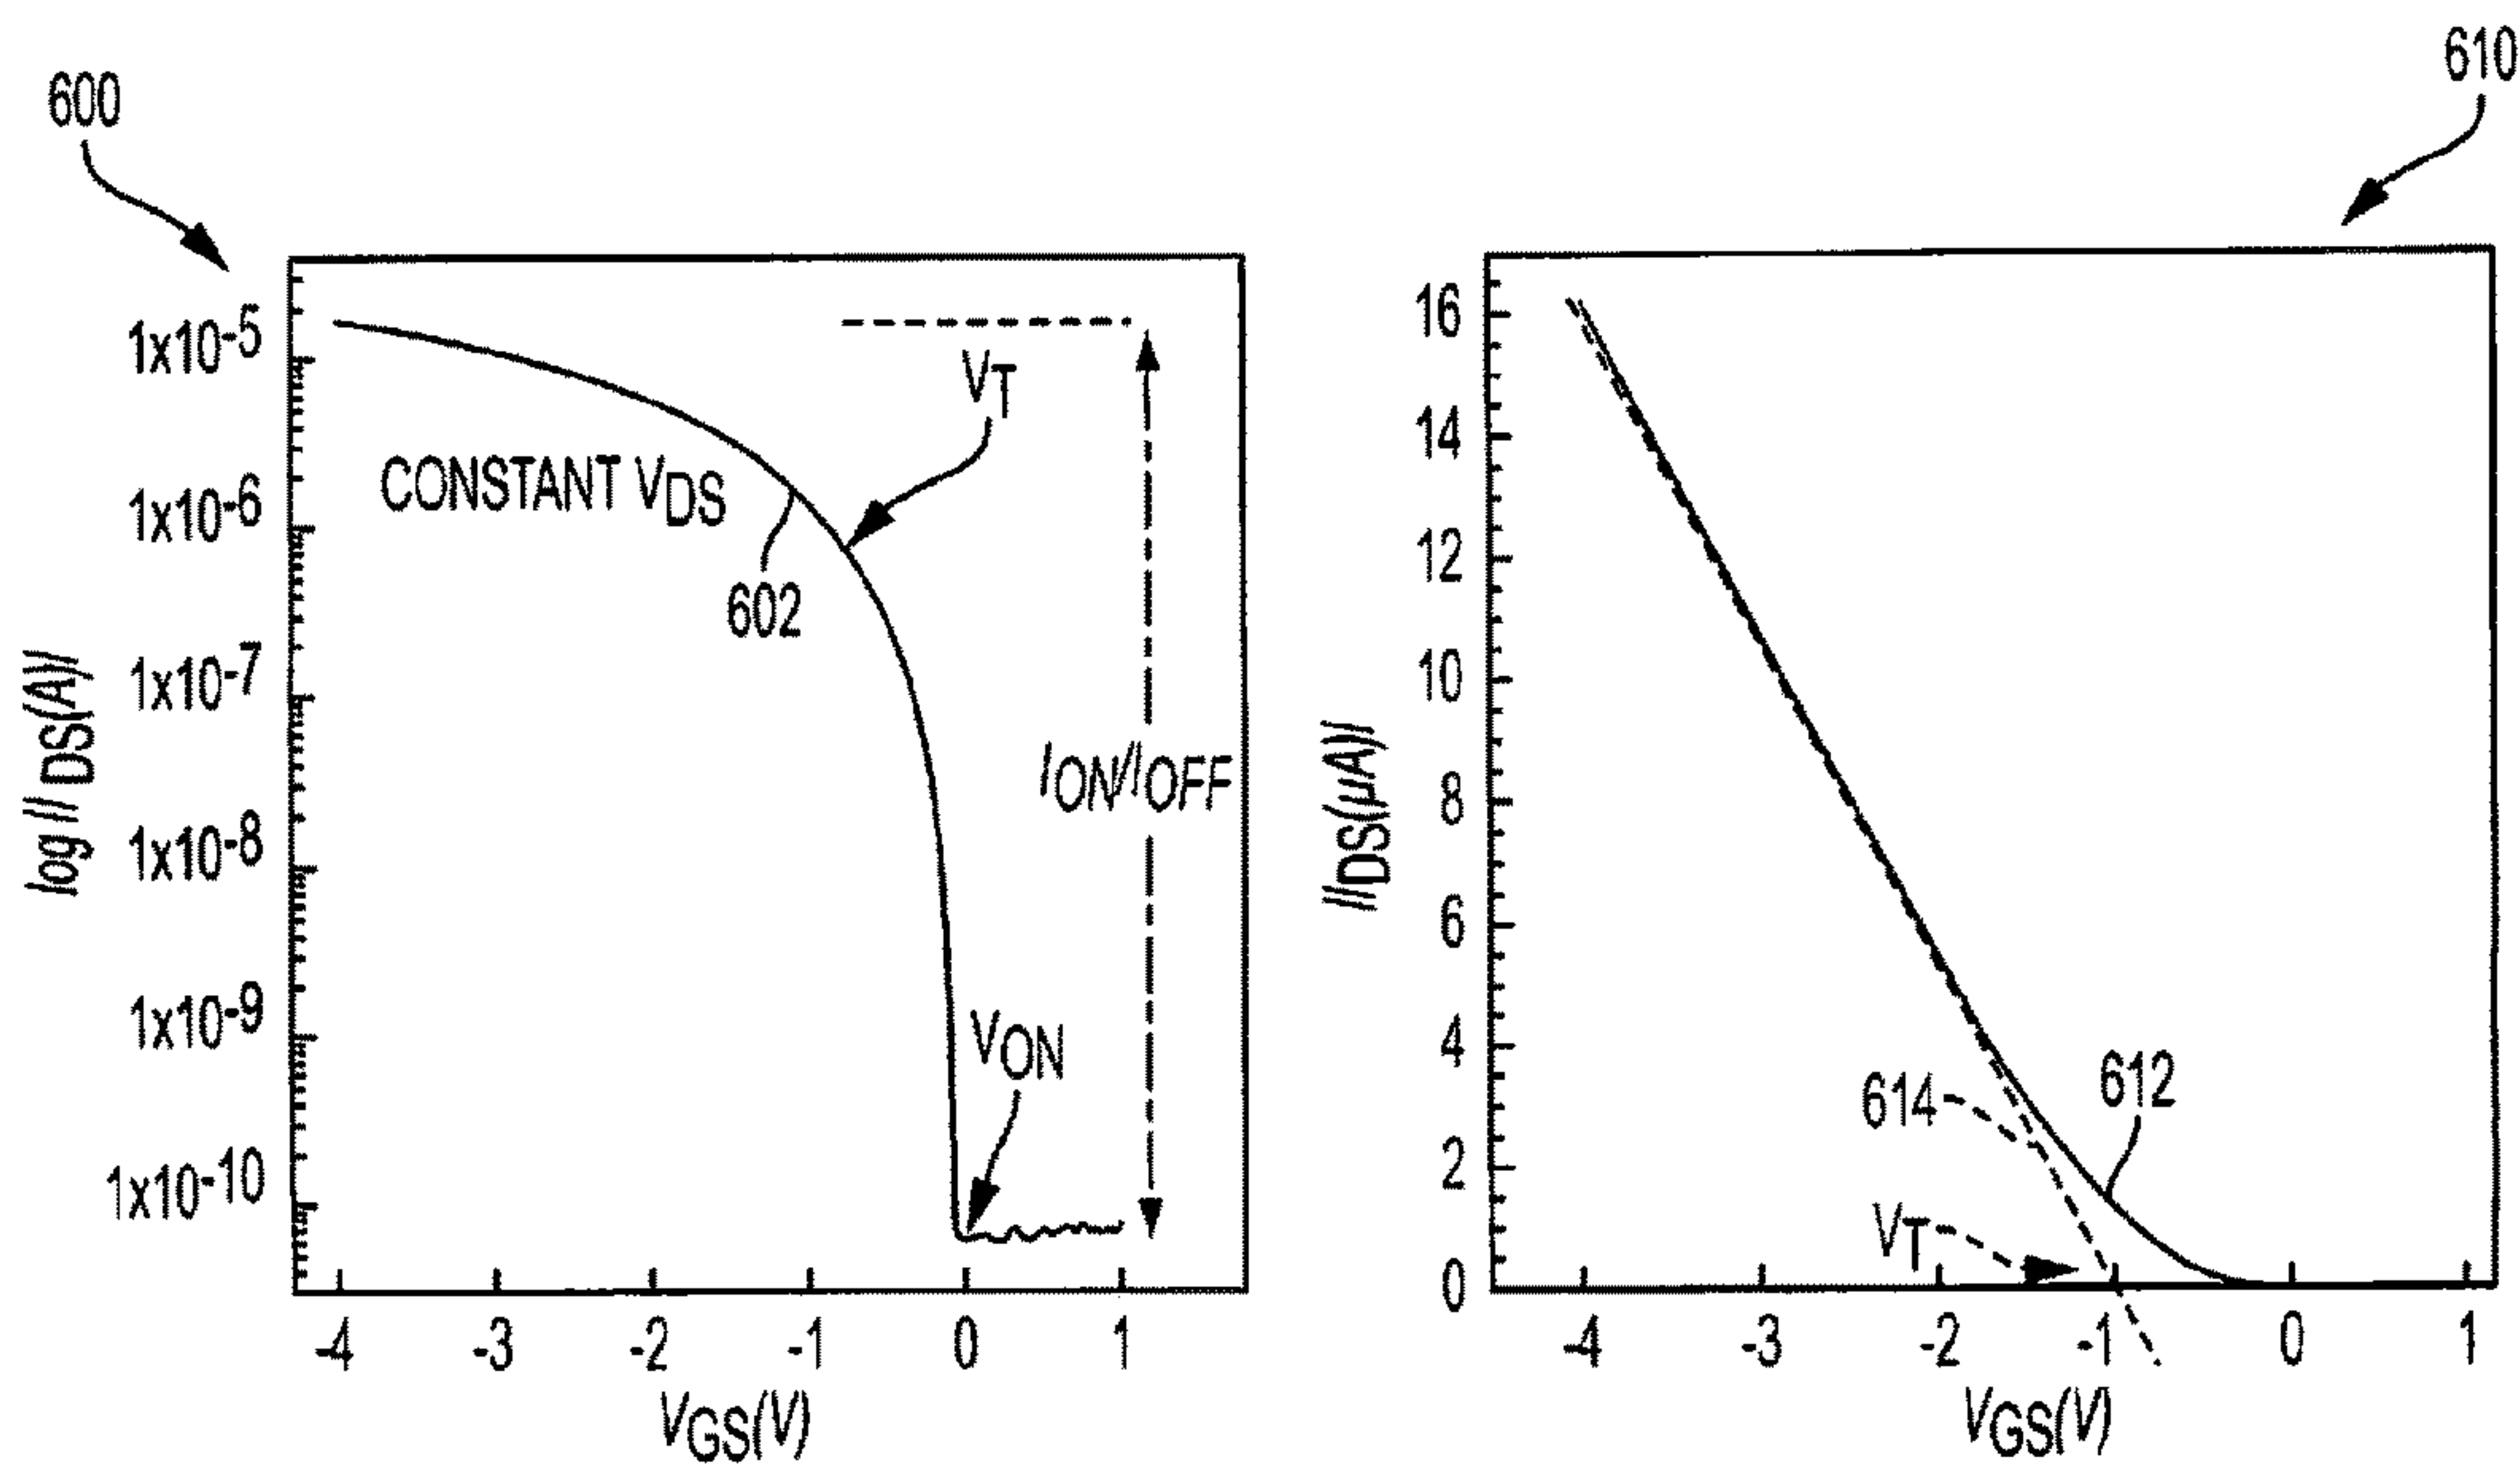 600
log |I DS(A)|
1x10-5
1x10-6
1x10-7
1x10-8
1x10-9
1x10-10
CONSTANT VDS
602
VT
ION/IOFF
VON
-4 -3 -2 -1 0 1
VGS(V)
610
|IDS(μA)|
16
14
12
10
8
6
4
2
0
614
612
VT
-4 -3 -2 -1 0 1
VGS(V)